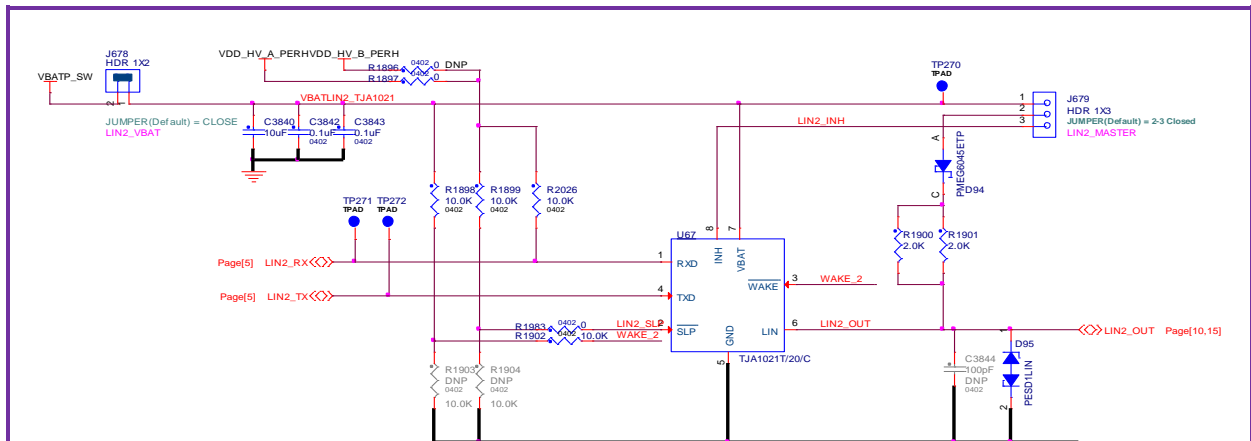 J678
HDR 1X2
VBATP_SW
2
1
JUMPER(Default) = CLOSE
LIN2_VBAT
VDD_HV_A_PERH
VDD_HV_B_PERH
R1896
0402
0
DNP
R1897
0402
0
VBATLIN2_TJA1021
C3840
10uF
C3842
0.1uF
0402
C3843
0.1uF
0402
TP270
TPAD
1
2
3
J679
HDR 1X3
JUMPER(Default) = 2-3 Closed
LIN2_MASTER
LIN2_INH
A
PMEG6045ETP
C
D94
TP271
TPAD
TP272
TPAD
R1898
10.0K
0402
R1899
10.0K
0402
R2026
10.0K
0402
R1900
2.0K
R1901
2.0K
U67
8
7
INH
VBAT
Page[5] LIN2_RX
1
RXD
3
WAKE
WAKE_2
Page[5] LIN2_TX
4
TXD
R1983
0402
0
LIN2_SLP
2
SLP
GND
LIN
6
LIN2_OUT
LIN2_OUT Page[10,15]
R1902
10.0K
WAKE_2
5
TJA1021T/20/C
R1903
DNP
0402
10.0K
R1904
DNP
0402
10.0K
C3844
100pF
DNP
0402
1
D95
PESD1LIN
2